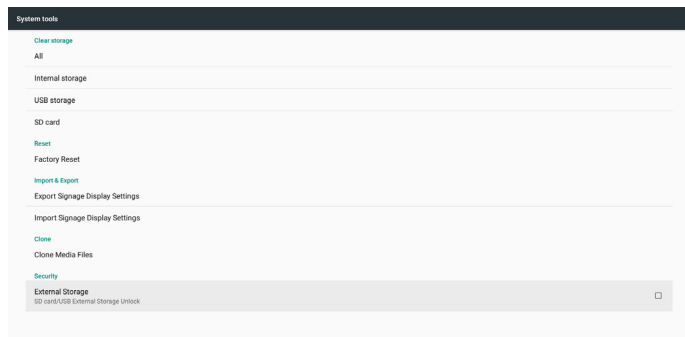 System tools
Clear storage
All
Internal storage
USB storage
SD card
Reset
Factory Reset
Import & Export
Export Signage Display Settings
Import Signage Display Settings
Clone
Clone Media Files
Security
External Storage
SD card/USB External Storage Unlock